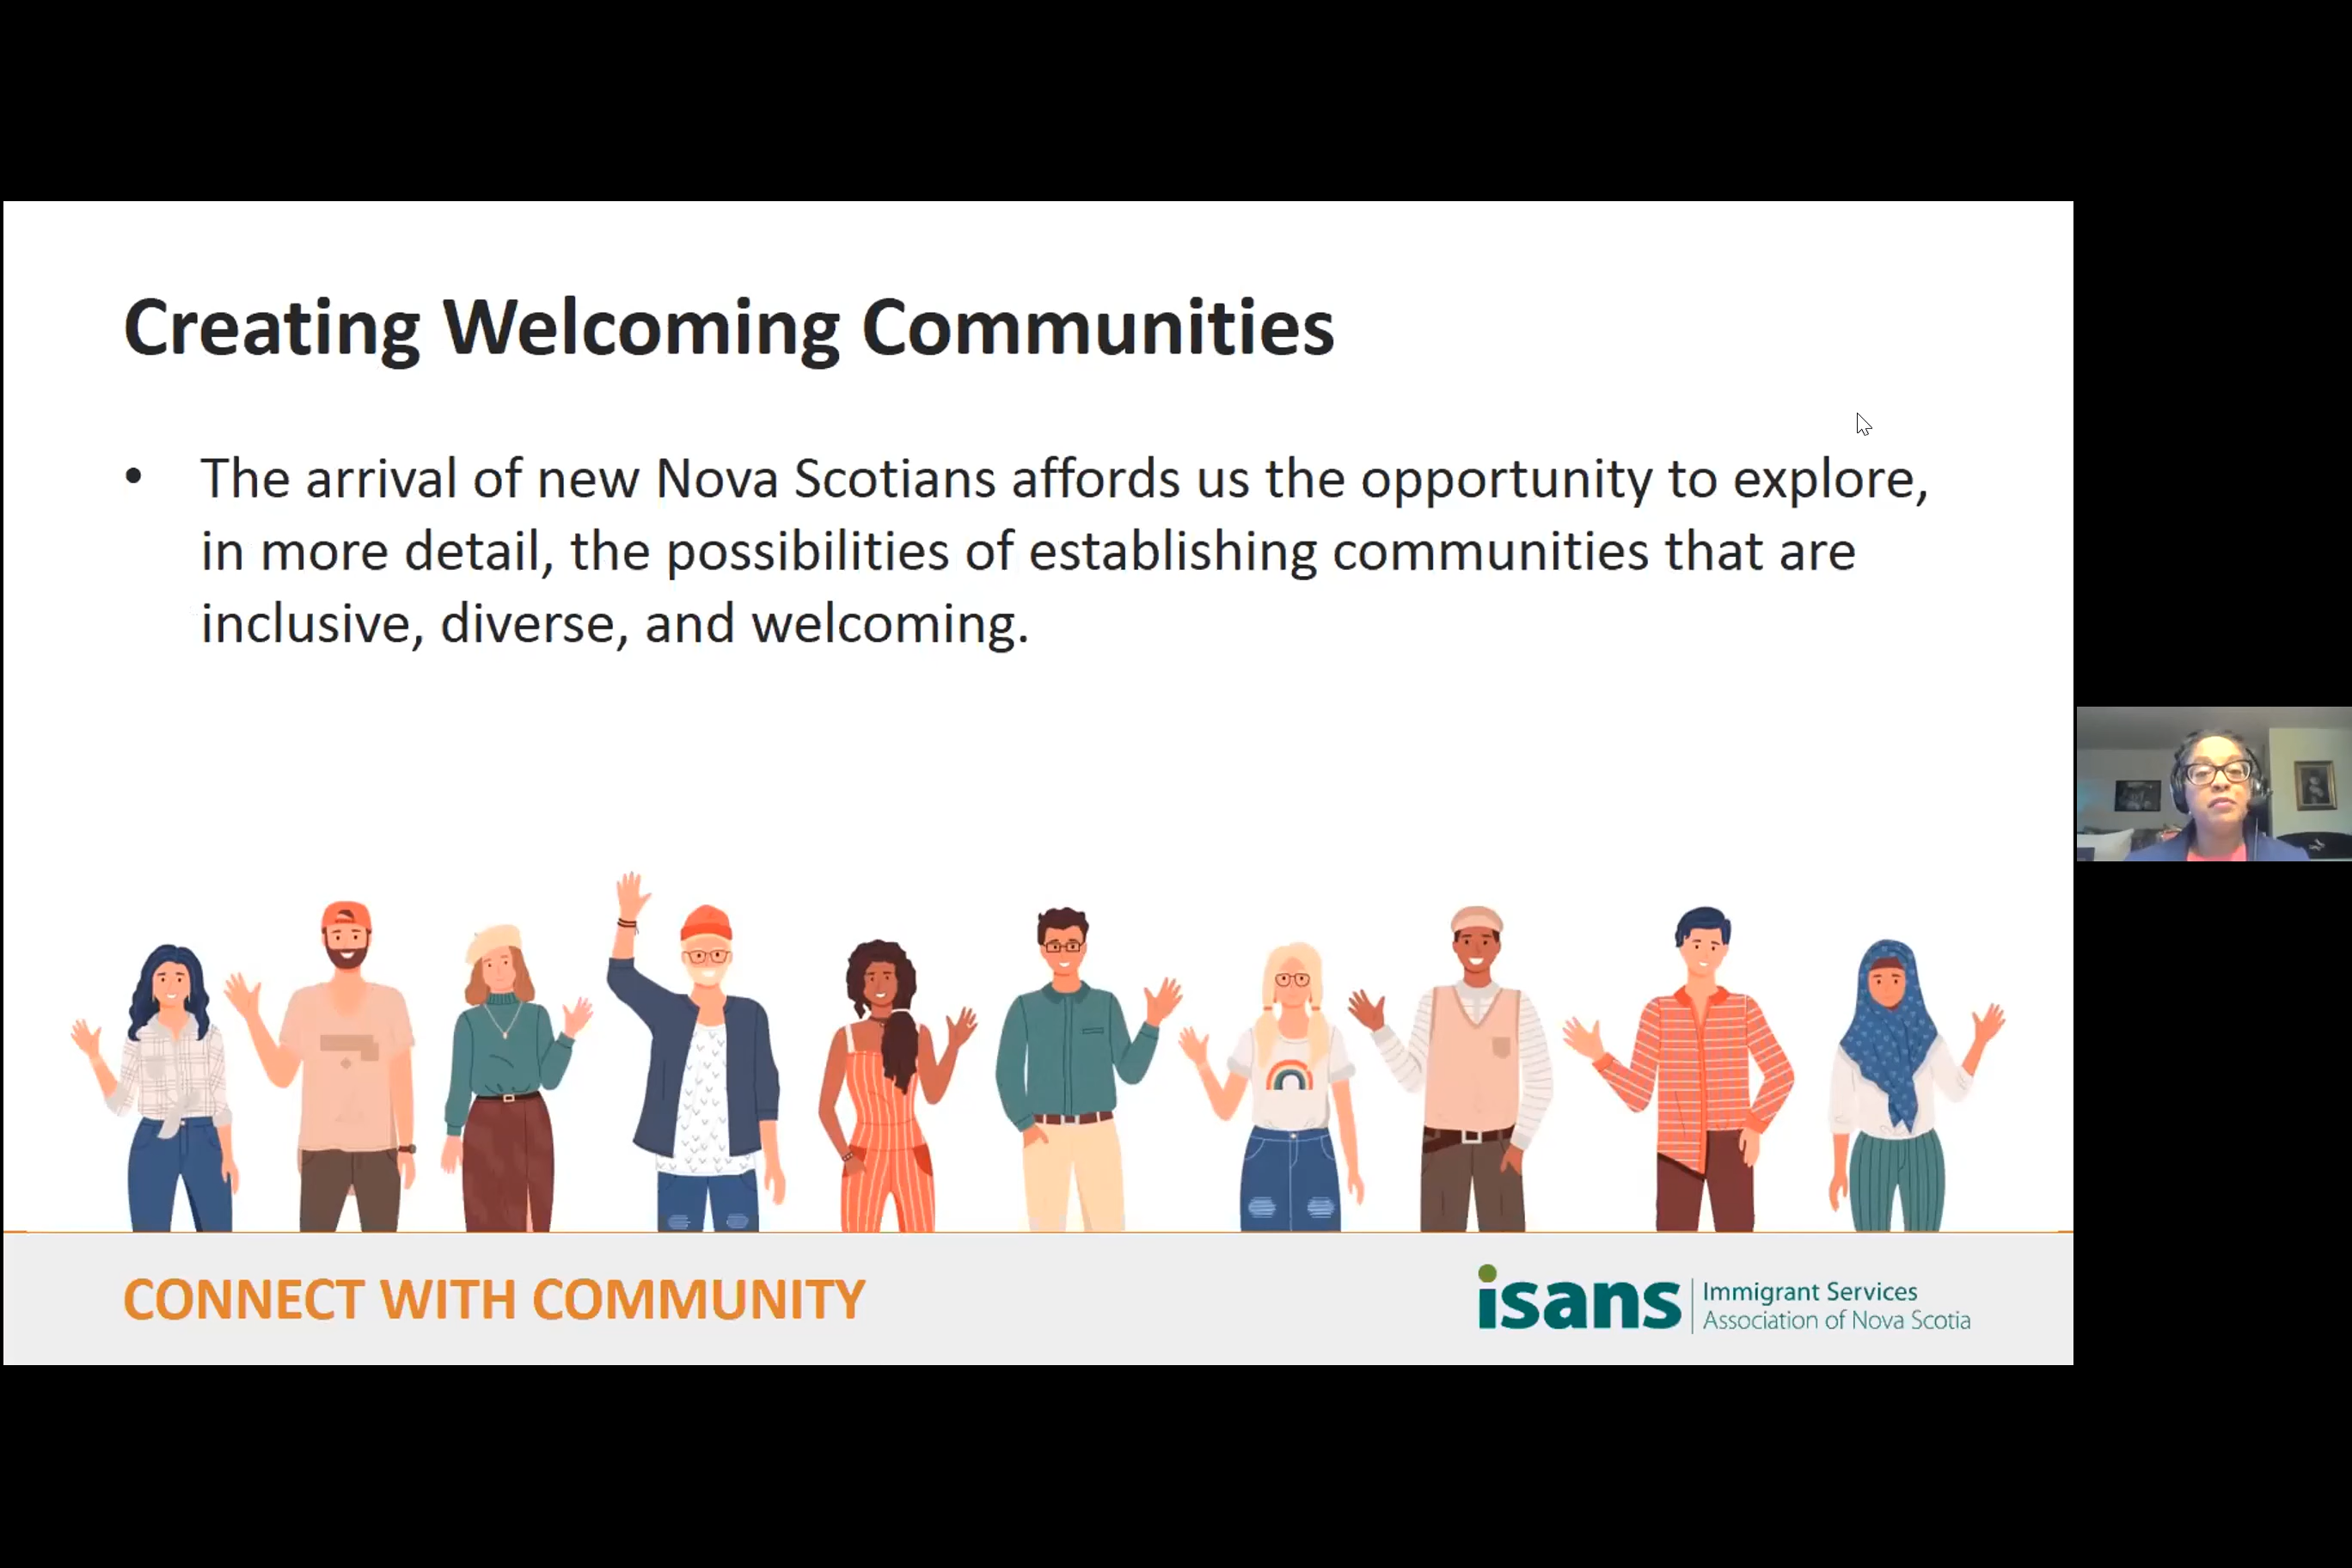 Creating Welcoming Communities
• The arrival of new Nova Scotians affords us the opportunity to explore,
in more detail, the possibilities of establishing communities that are
inclusive, diverse, and welcoming.
CONNECT WITH COMMUNITY
isans
Immigrant Services
Association of Nova Scotia